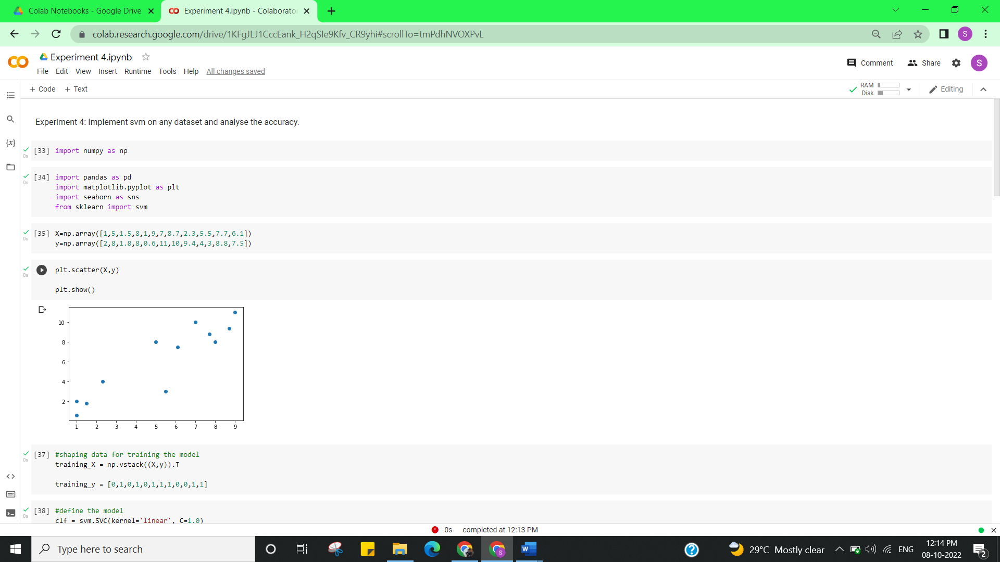 Colab Notebooks - Google Drive
Experiment 4.ipynb - Colaborator
colab.research.google.com/drive/1KFgJLJ1CccEank_H2qSIe9Kfv_CR9yhi#scrollTo=tmPdhNVOXPvL
S
Experiment 4.ipynb
File Edit View Insert Runtime Tools Help All changes saved
Comment Share S
+ Code + Text
RAM
Disk
Editing
Experiment 4: Implement svm on any dataset and analyse the accuracy.
[33] import numpy as np
0s
[34] import pandas as pd
0s
import matplotlib.pyplot as plt
import seaborn as sns
from sklearn import svm
[35] X=np.array([1,5,1.5,8,1,9,7,8.7,2.3,5.5,7.7,6.1])
0s
y=np.array([2,8,1.8,8,0.6,11,10,9.4,4,3,8.8,7.5])
plt.scatter(X,y)
0s
plt.show()
10
8
6
4
2
1 2 3 4 5 6 7 8 9
[37] #shaping data for training the model
0s
training_X = np.vstack((X,y)).T
training_y = [0,1,0,1,0,1,1,1,0,0,1,1]
[38] #define the model
0s
clf = svm.SVC(kernel='linear', C=1.0)
0s completed at 12:13 PM
Type here to search
29°C Mostly clear
ENG
12:14 PM
08-10-2022
2